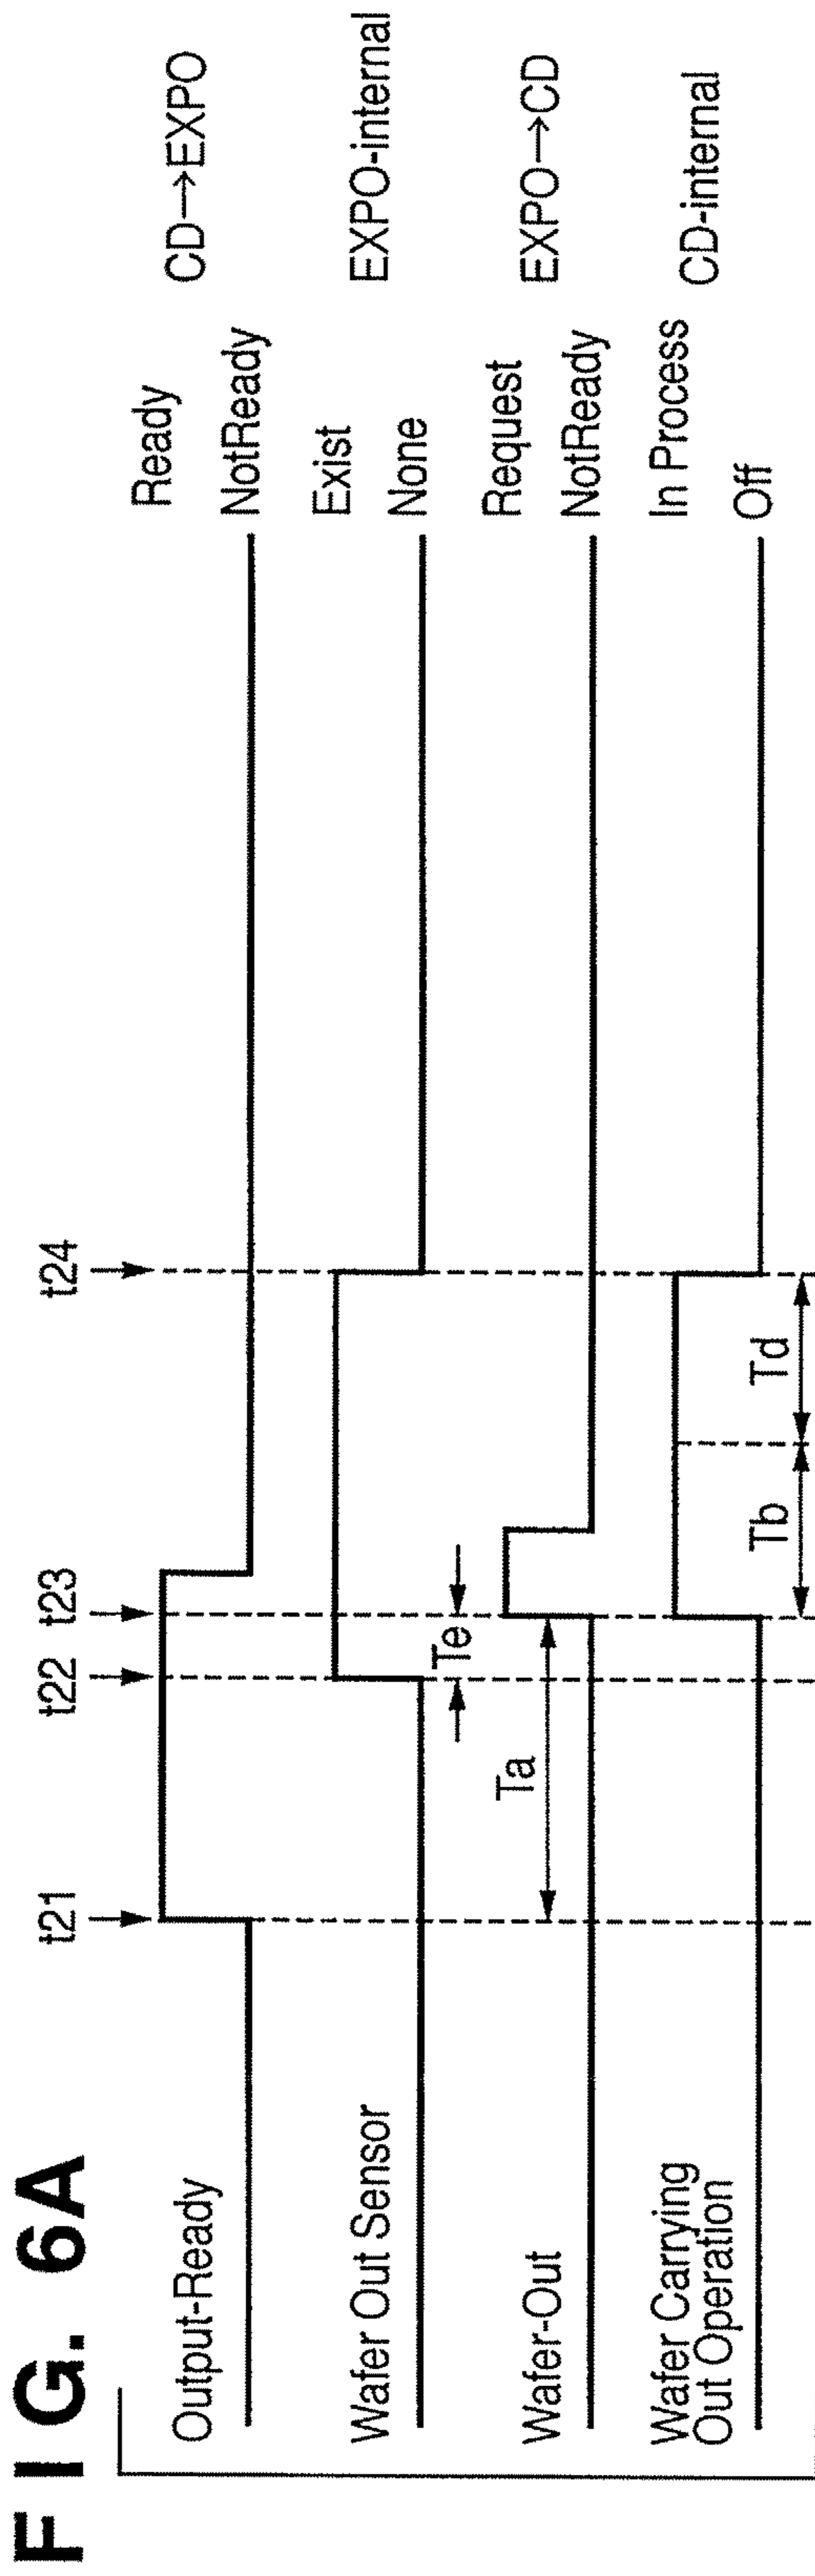 FIG. 6A
t21 t22 t23 t24
Output-Ready
Ready
NotReady
CD→EXPO
Wafer Out Sensor
Exist
None
EXPO-internal
Te
Wafer-Out
Ta
Request
NotReady
EXPO→CD
Wafer Carrying
Out Operation
Tb
Td
In Process
Off
CD-internal